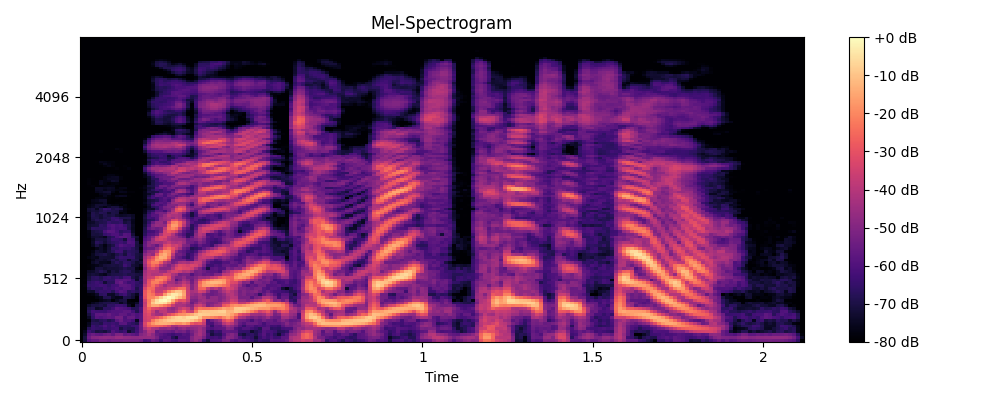 Mel-Spectrogram
+0 dB
4096
-10 dB
2048
-20 dB
-30 dB
Hz
1024
-40 dB
-50 dB
512
-60 dB
-70 dB
0
-80 dB
0 0.5 1 1.5 2
Time